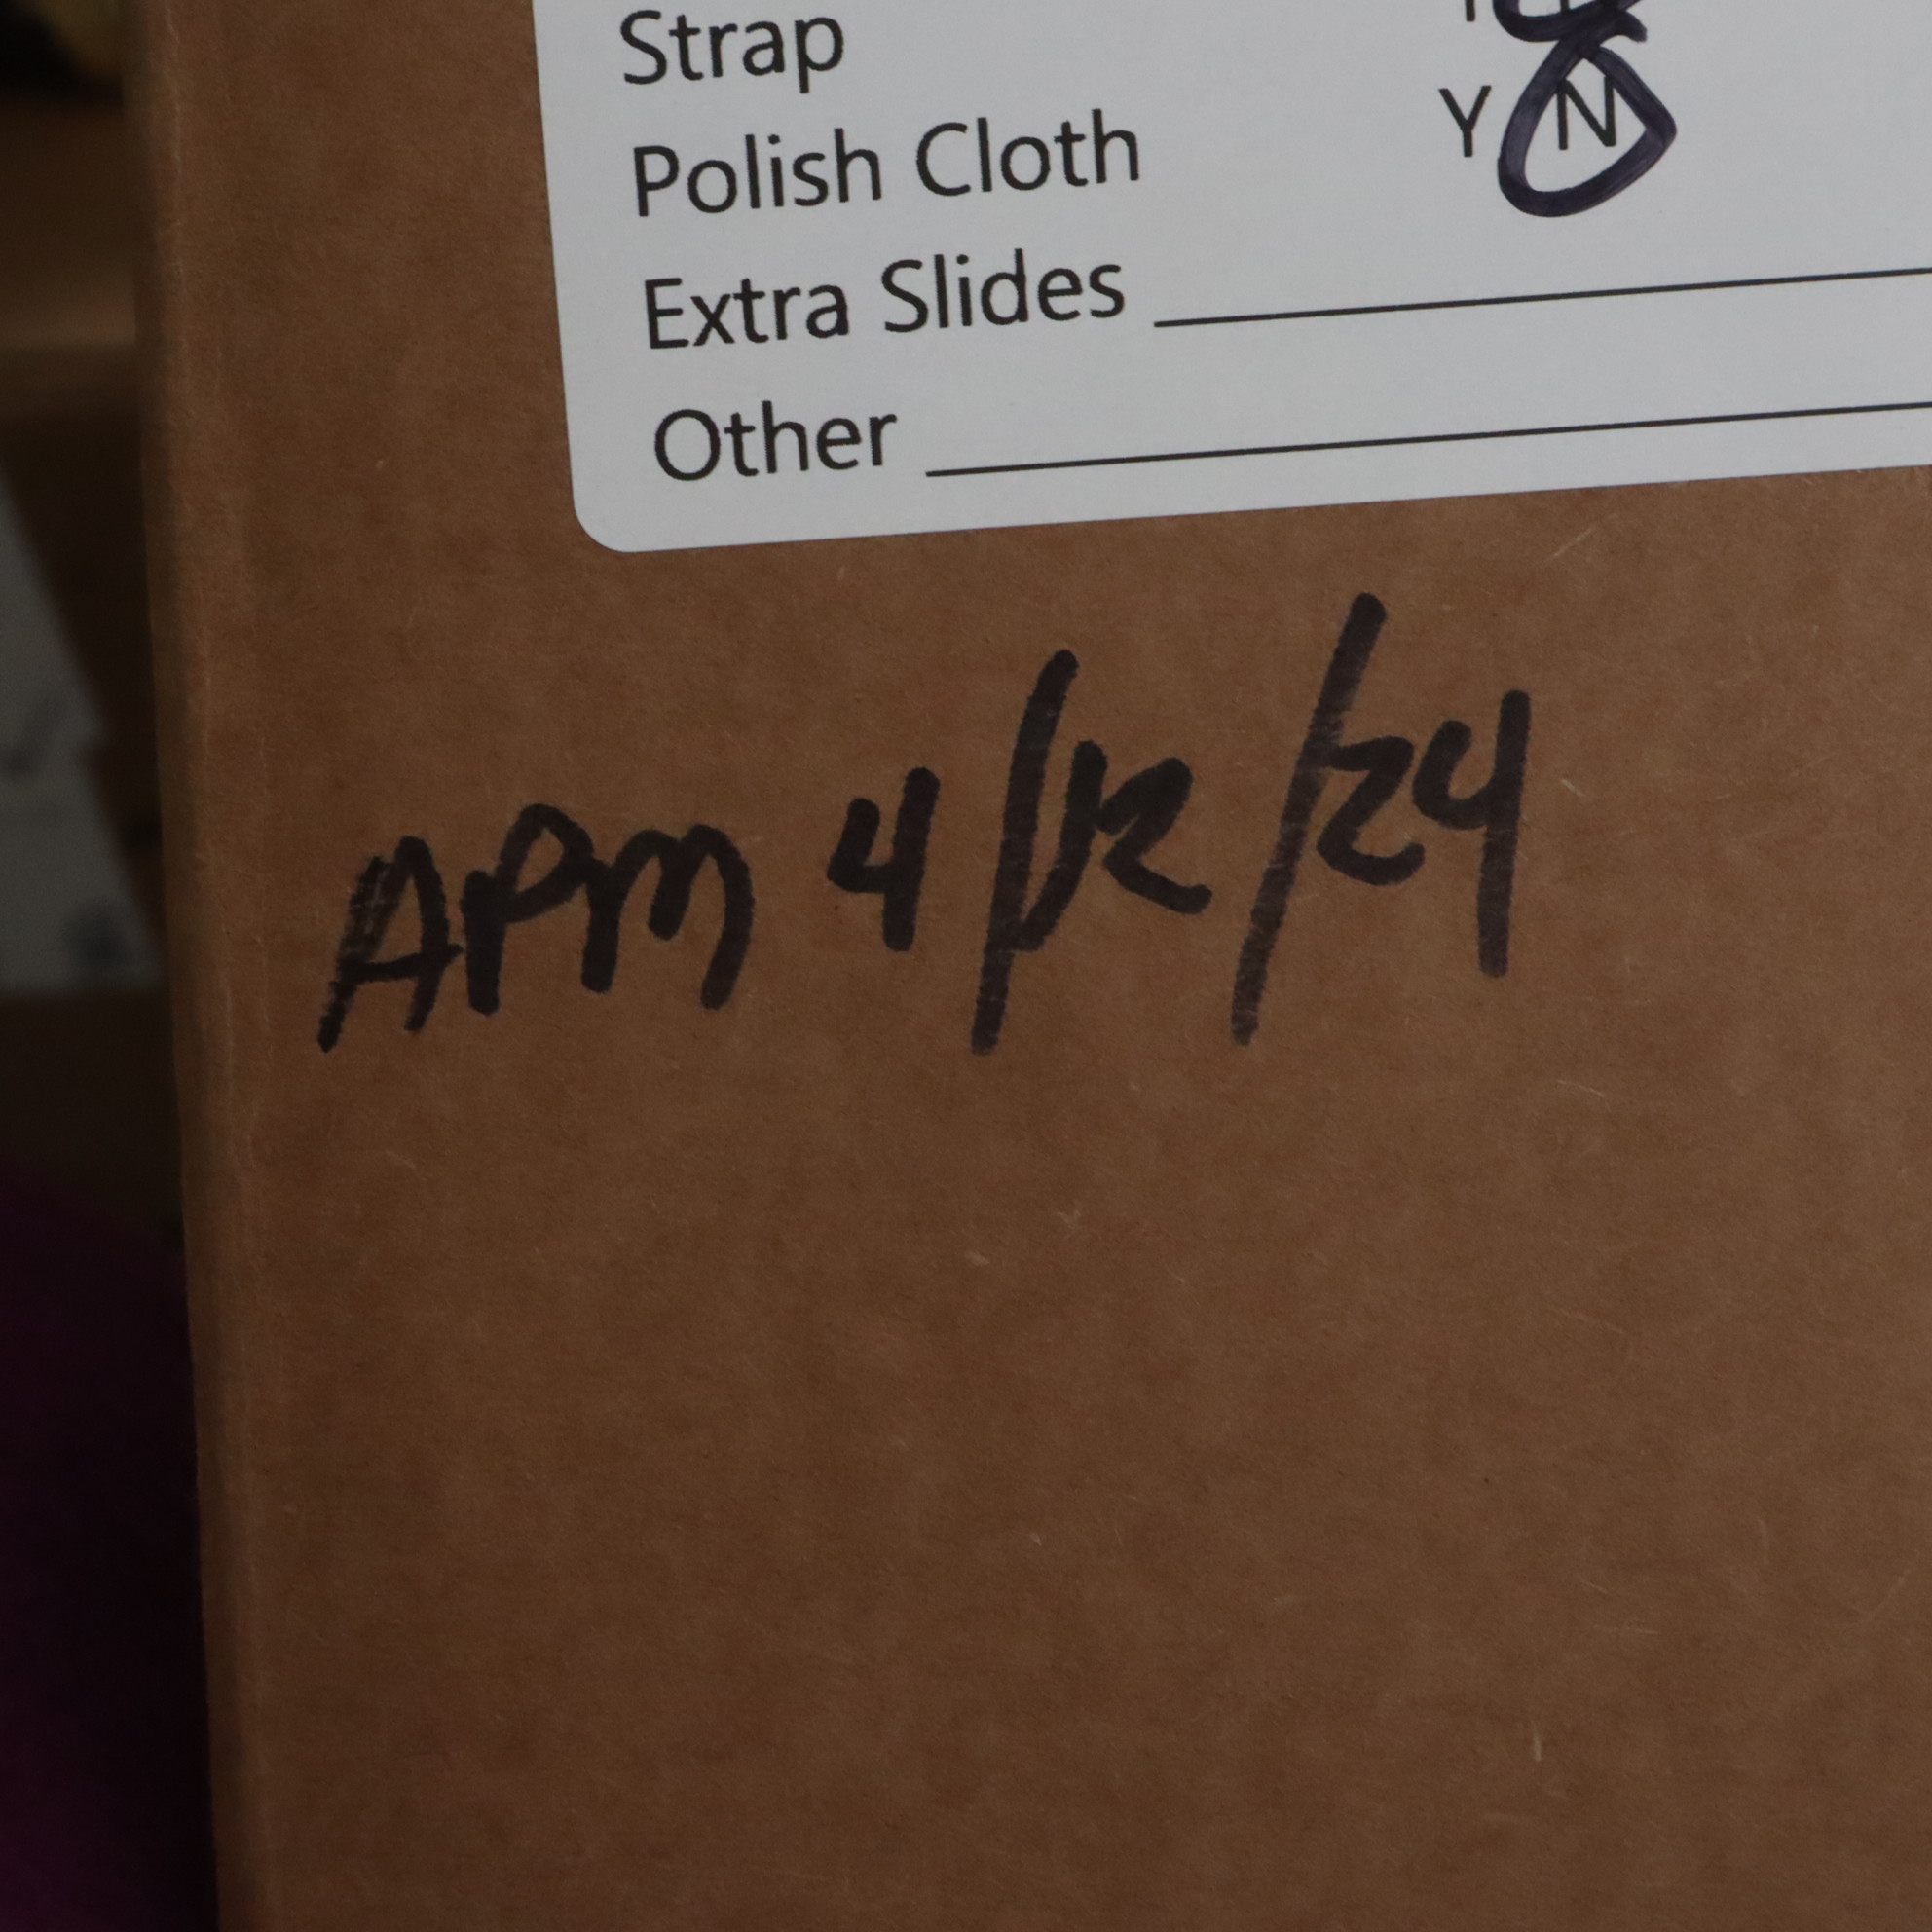 Strap
Polish Cloth Y N
Extra Slides
Other
APM 4/12/24